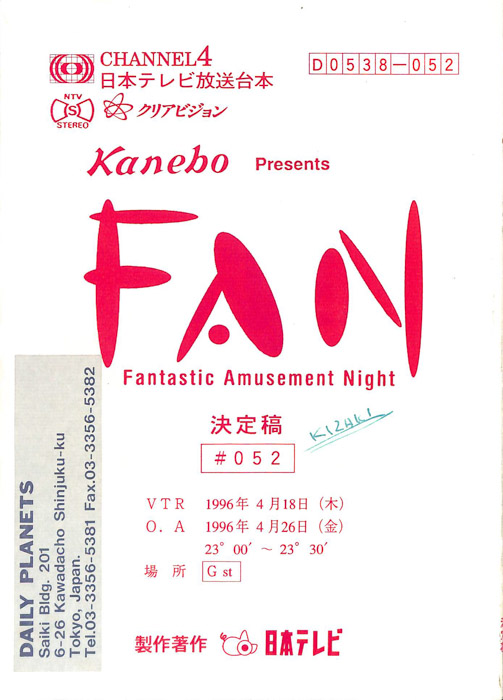 CHANNEL4
日本テレビ放送台本
D0538—052
NTV
S
STEREO
クリアビジョン
Kanebo Presents
FAN
Fantastic Amusement Night
決定稿
KIZAKI
#052
VTR 1996年 4月18日（木）
O.A 1996年 4月26日（金）
23°00′～23°30′
場所 G st
製作著作 日本テレビ
DAILY PLANETS
Saiki Bldg. 201
6-26 Kawadacho Shinjuku-ku
Tokyo, Japan.
Tel.03-3356-5381 Fax.03-3356-5382